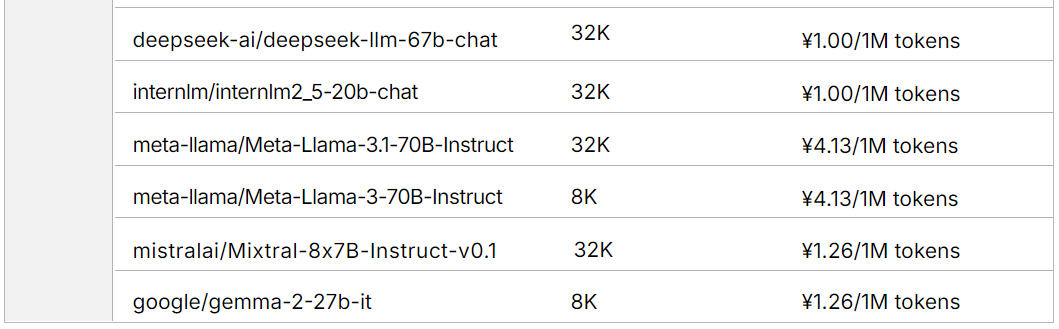 deepseek-ai/deepseek-llm-67b-chat 32K ¥1.00/1M tokens
internlm/internlm2_5-20b-chat 32K ¥1.00/1M tokens
meta-llama/Meta-Llama-3.1-70B-Instruct 32K ¥4.13/1M tokens
meta-llama/Meta-Llama-3-70B-Instruct 8K ¥4.13/1M tokens
mistralai/Mixtral-8x7B-Instruct-v0.1 32K ¥1.26/1M tokens
google/gemma-2-27b-it 8K ¥1.26/1M tokens